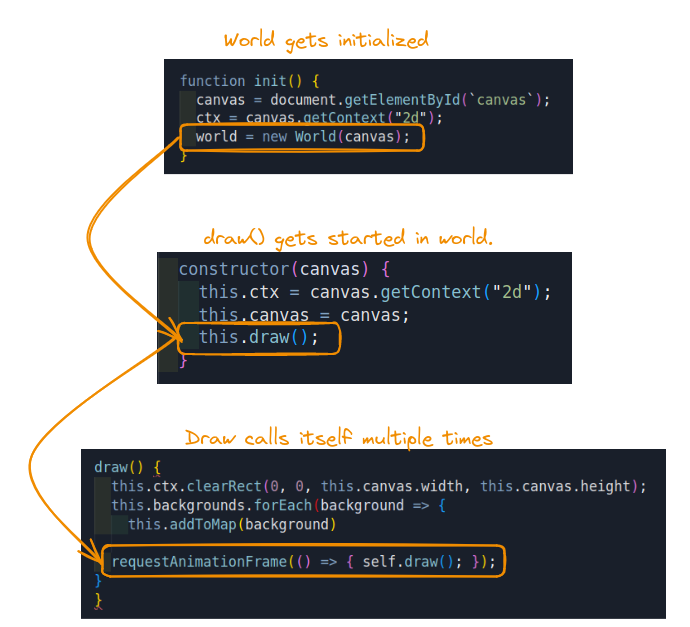 World gets initialized
function init() {
  canvas = document.getElementById(`canvas`);
  ctx = canvas.getContext("2d");
  world = new World(canvas);
}
draw() gets started in world.
constructor(canvas) {
  this.ctx = canvas.getContext("2d");
  this.canvas = canvas;
  this.draw();
}
Draw calls itself multiple times
draw() {
  this.ctx.clearRect(0, 0, this.canvas.width, this.canvas.height);
  this.backgrounds.forEach(background => {
    this.addToMap(background)
  requestAnimationFrame(() => { self.draw(); });
}
}